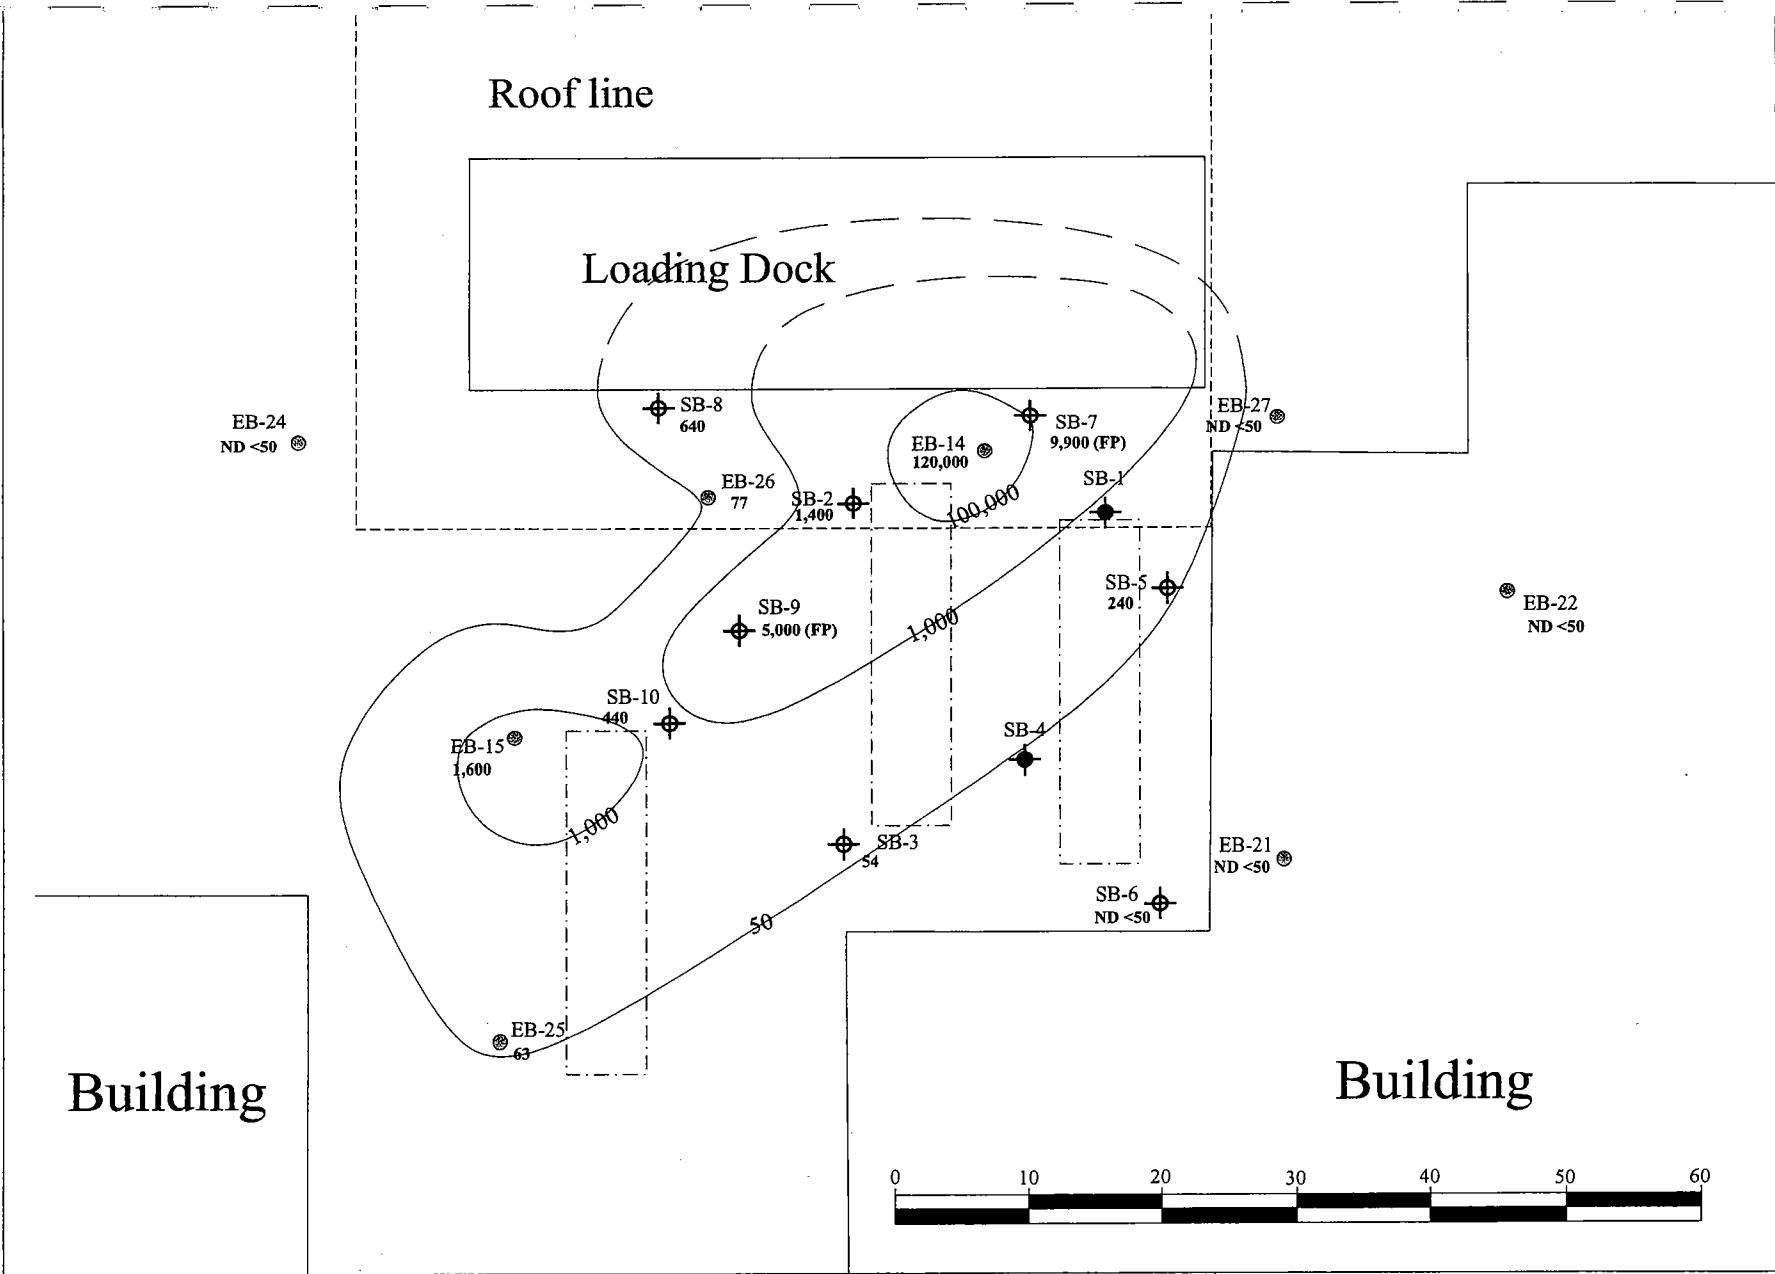 Roof line
Loading Dock
SB-8
640
EB-24
ND <50
SB-7
9,900 (FP)
EB-14
120,000
EB-27
ND <50
EB-26
77
SB-2
1,400
100,000
SB-1
SB-5
240
EB-22
ND <50
SB-9
5,000 (FP)
1,000
SB-10
440
EB-15
1,600
1,000
SB-4
SB-3
54
EB-21
ND <50
SB-6
ND <50
50
EB-25
63
Building
Building
0 10 20 30 40 50 60